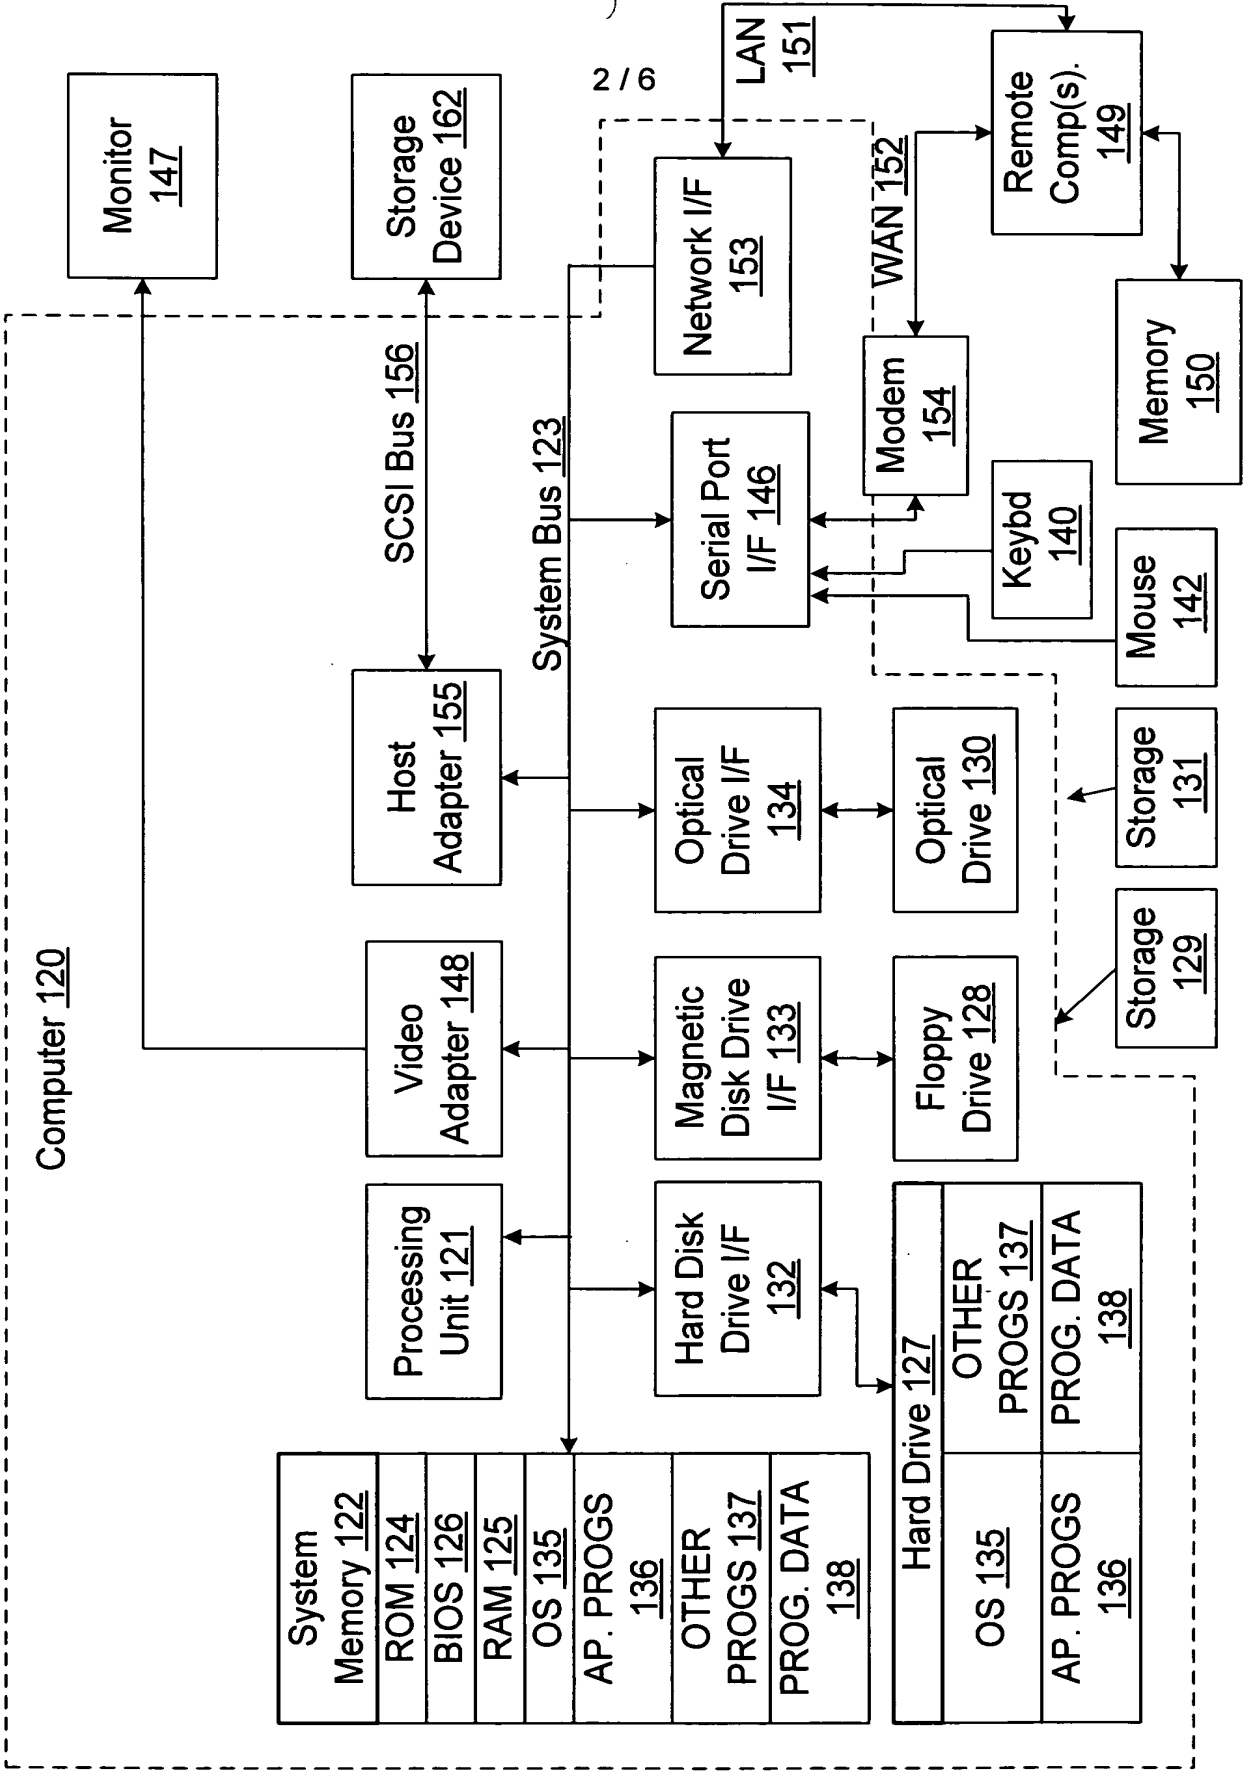 2 / 6
Computer 120
Monitor
147
Storage
Device 162
SCSI Bus 156
System
Memory 122
ROM 124
BIOS 126
RAM 125
OS 135
AP. PROGS
136
OTHER
PROGS 137
PROG. DATA
138
Processing
Unit 121
Video
Adapter 148
Host
Adapter 155
System Bus 123
Hard Disk
Drive I/F
132
Magnetic
Disk Drive
I/F 133
Optical
Drive I/F
134
Serial Port
I/F 146
Network I/F
153
LAN
151
Hard Drive 127
OS 135
OTHER
PROGS 137
AP. PROGS
136
PROG. DATA
138
Floppy
Drive 128
Optical
Drive 130
Modem
154
WAN 152
Remote
Comp(s).
149
Storage
129
Storage
131
Mouse
142
Keybd
140
Memory
150